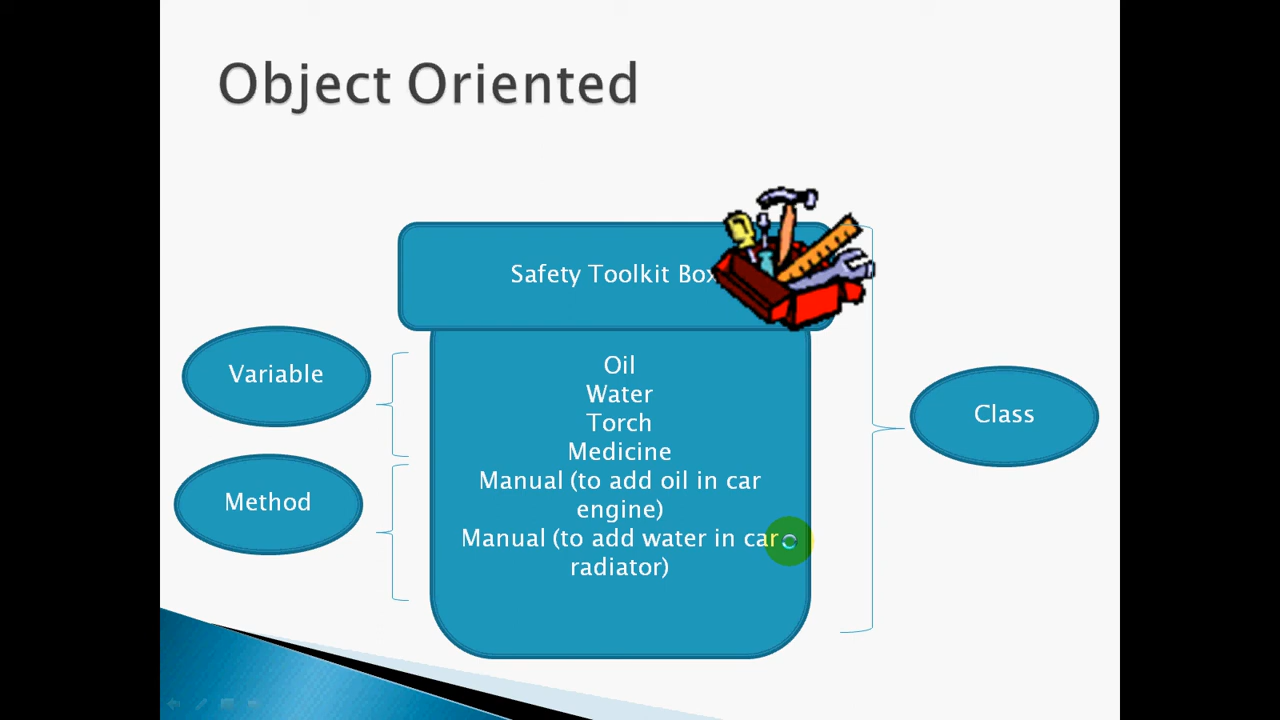 Object Oriented
Safety Toolkit Box
Variable
Oil
Water
Torch
Medicine
Manual (to add oil in car
engine)
Manual (to add water in car
radiator)
Method
Class